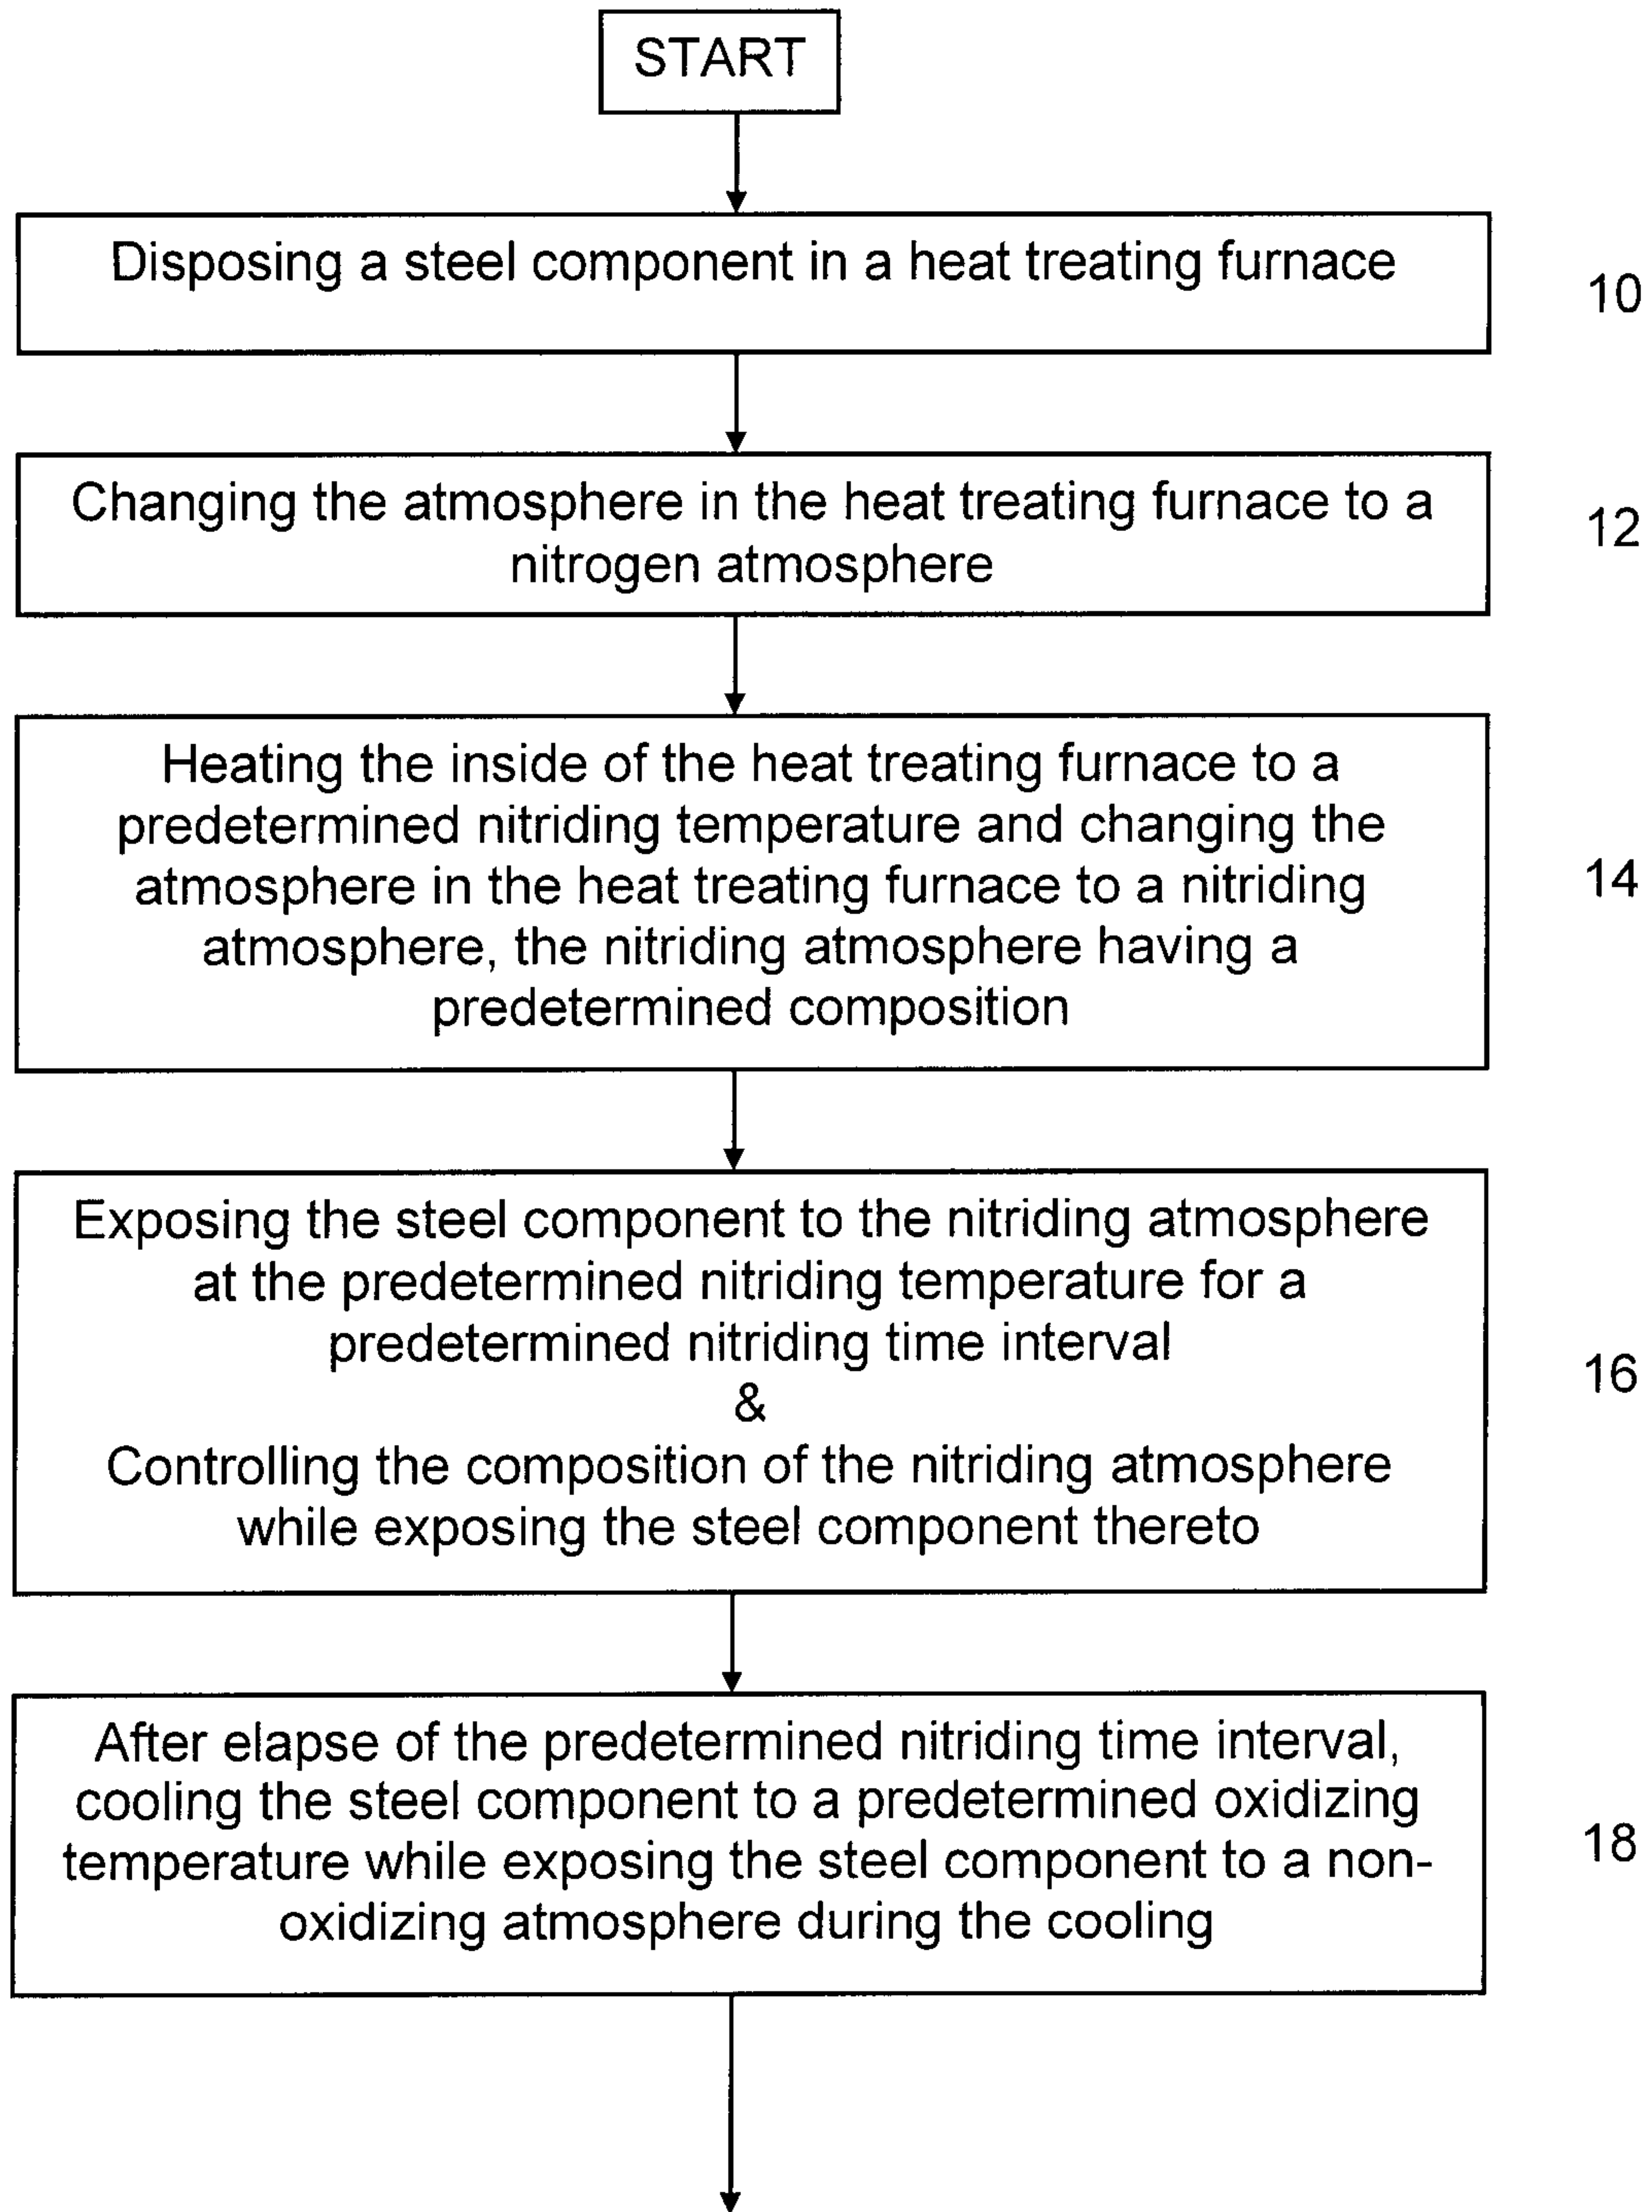 START
Disposing a steel component in a heat treating furnace
10
Changing the atmosphere in the heat treating furnace to a
nitrogen atmosphere
12
Heating the inside of the heat treating furnace to a
predetermined nitriding temperature and changing the
atmosphere in the heat treating furnace to a nitriding
atmosphere, the nitriding atmosphere having a
predetermined composition
14
Exposing the steel component to the nitriding atmosphere
at the predetermined nitriding temperature for a
predetermined nitriding time interval
&
Controlling the composition of the nitriding atmosphere
while exposing the steel component thereto
16
After elapse of the predetermined nitriding time interval,
cooling the steel component to a predetermined oxidizing
temperature while exposing the steel component to a non-
oxidizing atmosphere during the cooling
18